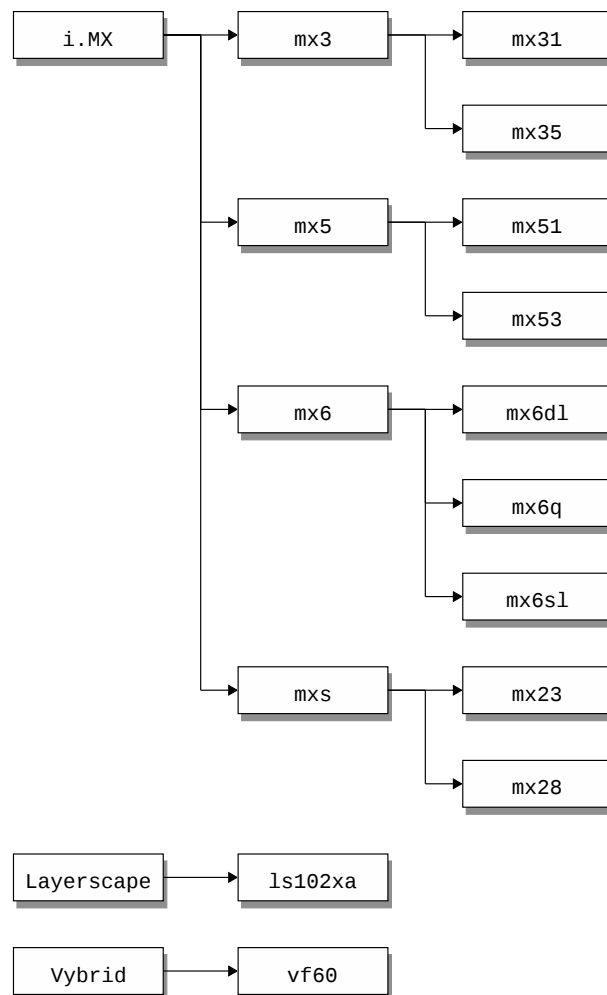 i.MX mx3 mx31
mx35
mx5 mx51
mx53
mx6 mx6dl
mx6q
mx6sl
mxs mx23
mx28
Layerscape ls102xa
Vybrid vf60